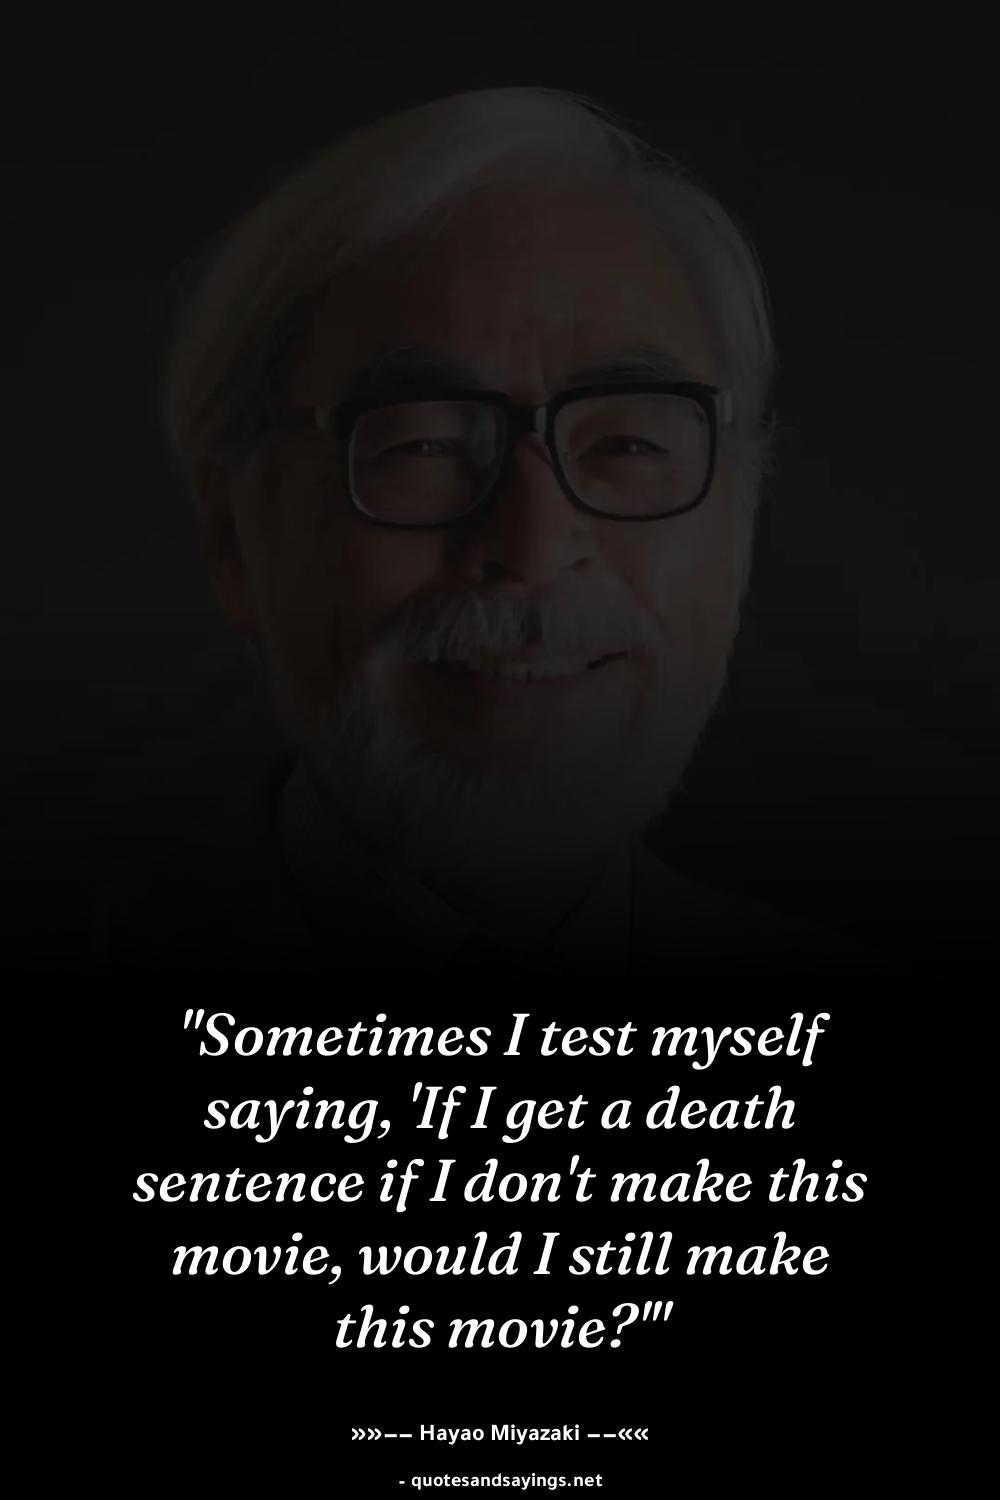 "Sometimes I test myself
saying, 'If I get a death
sentence if I don't make this
movie, would I still make
this movie?'"
»»−− Hayao Miyazaki −−««
- quotesandsayings.net